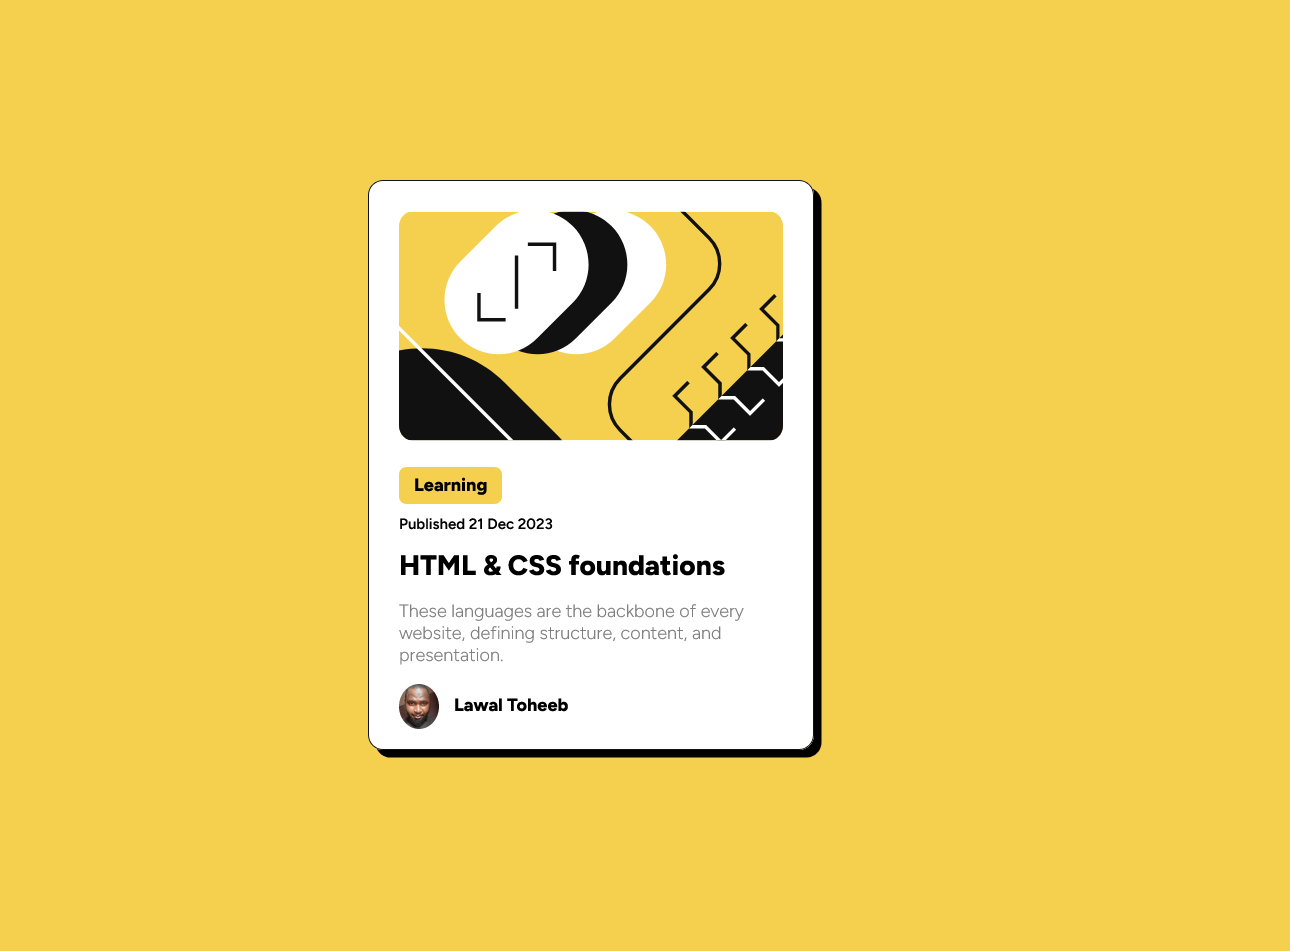 Learning
Published 21 Dec 2023
HTML & CSS foundations
These languages are the backbone of every
website, defining structure, content, and
presentation.
Lawal Toheeb